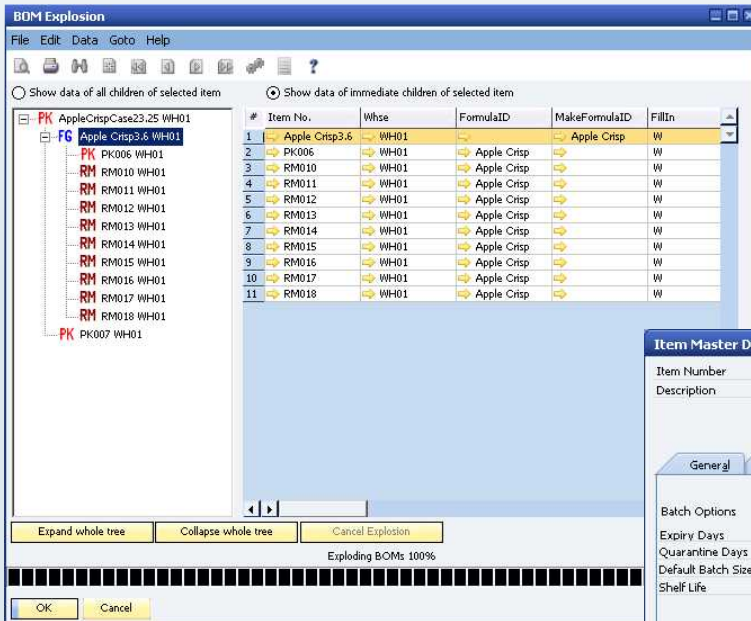 BOM Explosion
File Edit Data Goto Help
?
Show data of all children of selected item Show data of immediate children of selected item
PK AppleCrispCase23.25 WH01
FG Apple Crisp3.6 WH01
PK PK006 WH01
RM RM010 WH01
RM RM011 WH01
RM RM012 WH01
RM RM013 WH01
RM RM014 WH01
RM RM015 WH01
RM RM016 WH01
RM RM017 WH01
RM RM018 WH01
PK PK007 WH01
# Item No. Whse FormulaID MakeFormulaID FillIn
1 Apple Crisp3.6 WH01 Apple Crisp W
2 PK006 WH01 Apple Crisp W
3 RM010 WH01 Apple Crisp W
4 RM011 WH01 Apple Crisp W
5 RM012 WH01 Apple Crisp W
6 RM013 WH01 Apple Crisp W
7 RM014 WH01 Apple Crisp W
8 RM015 WH01 Apple Crisp W
9 RM016 WH01 Apple Crisp W
10 RM017 WH01 Apple Crisp W
11 RM018 WH01 Apple Crisp W
Expand whole tree Collapse whole tree Cancel Explosion
Exploding BOMs 100%
OK Cancel
Item Master D
Item Number
Description
General
Batch Options
Expiry Days
Quarantine Days
Default Batch Size
Shelf Life